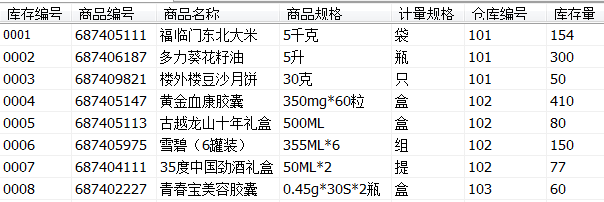 库存编号 商品编号 商品名称 商品规格 计量规格 仓库编号 库存量
0001 687405111 福临门东北大米 5千克 袋 101 154
0002 687406187 多力葵花籽油 5升 瓶 101 300
0003 687409821 楼外楼豆沙月饼 30克 只 101 50
0004 687405147 黄金血康胶囊 350mg*60粒 盒 102 410
0005 687405113 古越龙山十年礼盒 500ML 盒 102 80
0006 687405975 雪碧（6罐装） 355ML*6 组 102 150
0007 687404111 35度中国劲酒礼盒 50ML*2 提 102 77
0008 687402227 青春宝美容胶囊 0.45g*30S*2瓶 盒 103 60